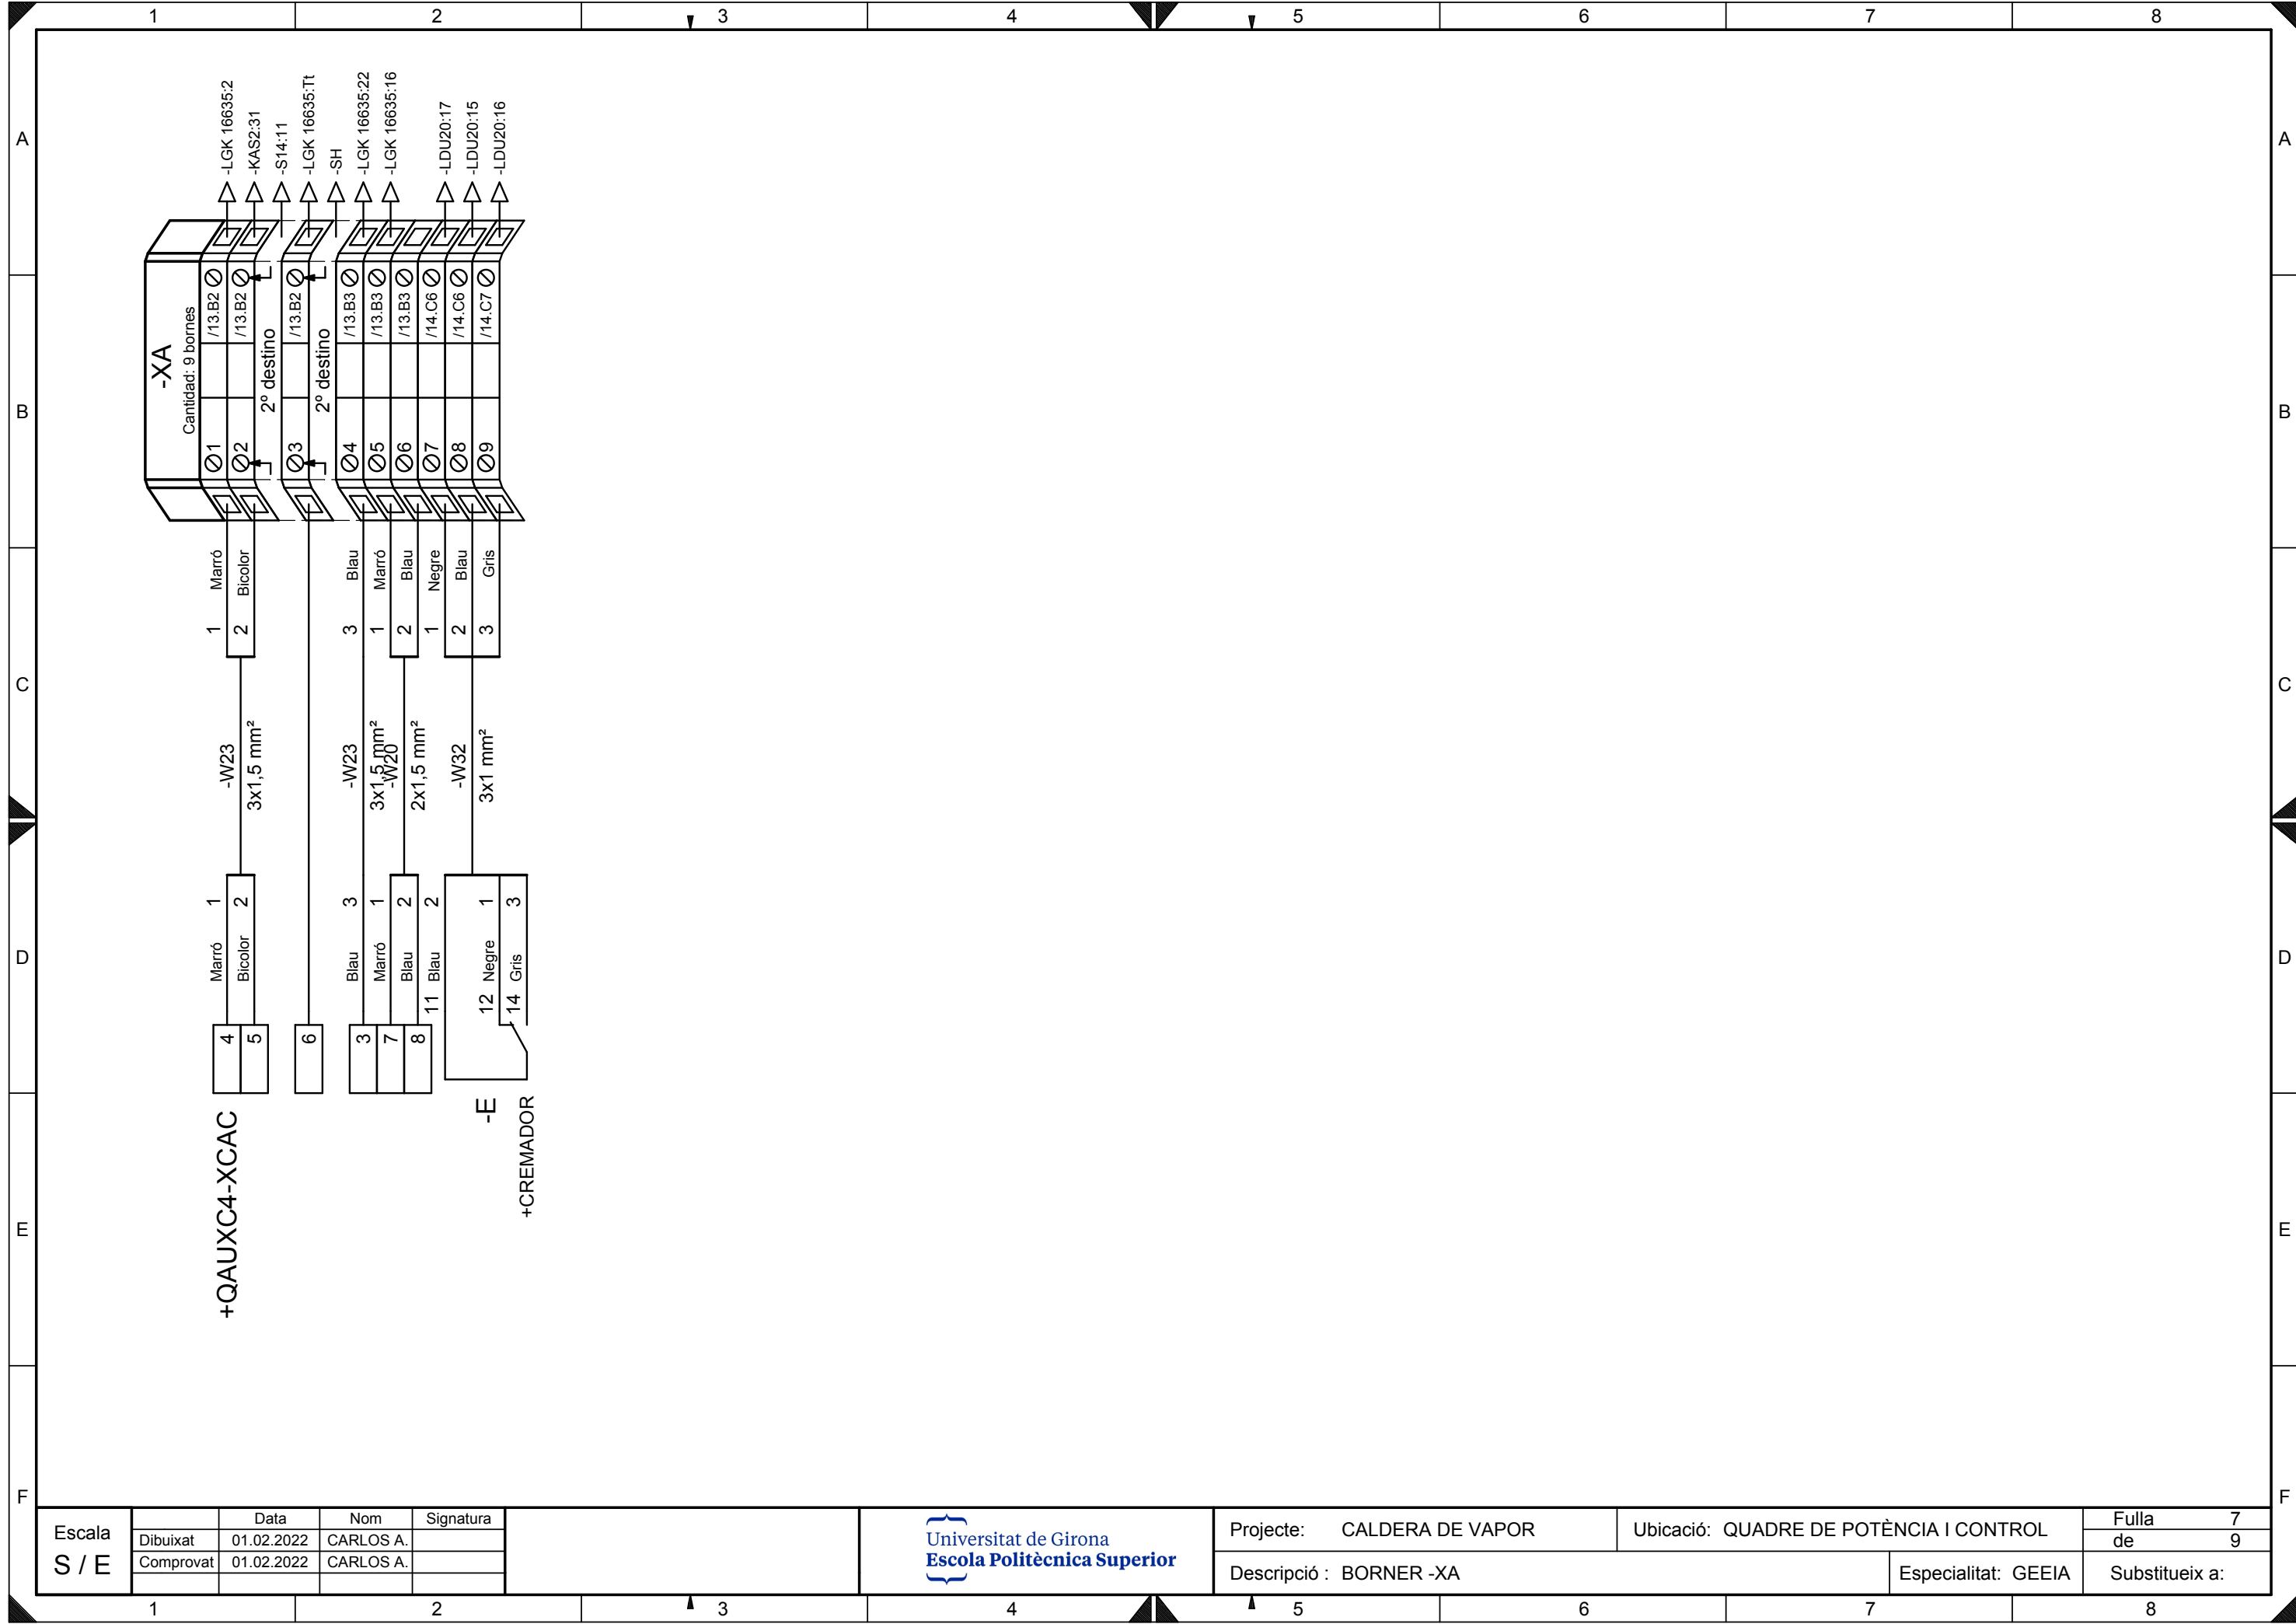 1 2 3 4 5 6 7 8
A
B
C
D
E
F
A
B
C
D
E
F
-LGK 16635:2
-KAS2:31
-S14:11
-LGK 16635:Tt
-SH
-LGK 16635:22
-LGK 16635:16
-LDU20:17
-LDU20:15
-LDU20:16
-XA
Cantidad: 9 bornes
1 /13.B2
2 /13.B2
2º destino
3 /13.B2
2º destino
4 /13.B3
5 /13.B3
6 /13.B3
7 /14.C6
8 /14.C6
9 /14.C7
1 Marró
2 Bicolor
3 Blau
1 Marró
2 Blau
1 Negre
2 Blau
3 Gris
-W23
3x1,5 mm²
-W23
3x1,5 mm²
-W20
2x1,5 mm²
-W32
3x1 mm²
Marró 1
Bicolor 2
Blau 3
Marró 1
Blau 2
11 Blau 2
12 Negre 1
14 Gris 3
4
5
6
3
7
8
+QAUXC4-XCAC
-E
+CREMADOR
Escala
S / E
Data Nom Signatura
Dibuixat 01.02.2022 CARLOS A.
Comprovat 01.02.2022 CARLOS A.
Universitat de Girona
Escola Politècnica Superior
Projecte: CALDERA DE VAPOR
Ubicació: QUADRE DE POTÈNCIA I CONTROL
Fulla 7
de 9
Descripció : BORNER -XA
Especialitat: GEEIA
Substitueix a:
1 2 3 4 5 6 7 8